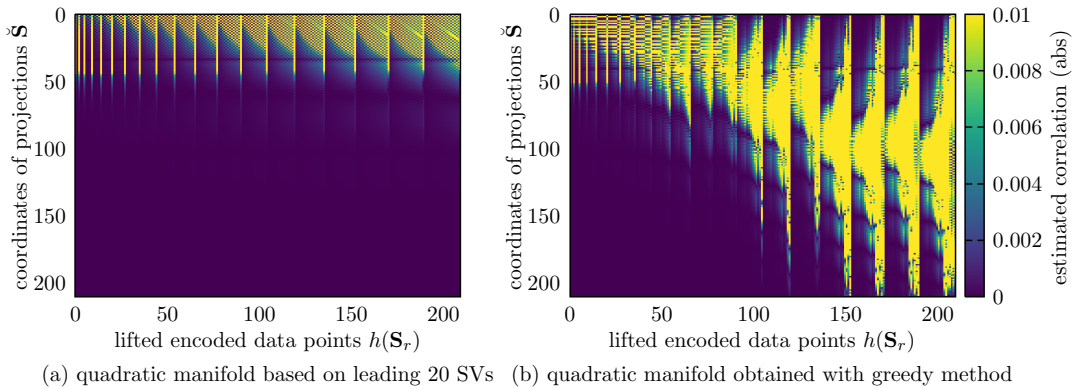 0
50
100
150
200
coordinates of projections S̆
0 50 100 150 200
lifted encoded data points h(Sᵣ)
(a) quadratic manifold based on leading 20 SVs
0
50
100
150
200
coordinates of projections S̆
0 50 100 150 200
lifted encoded data points h(Sᵣ)
(b) quadratic manifold obtained with greedy method
0.01
0.008
0.006
0.004
0.002
0
estimated correlation (abs)